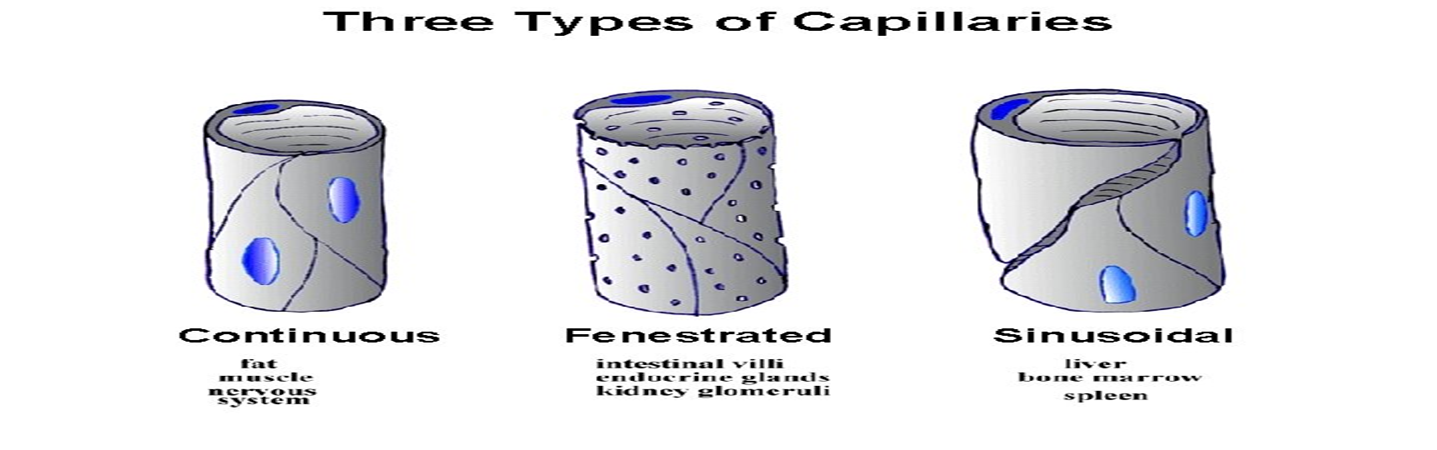 Three Types of Capillaries
Continuous
fat
muscle
nervous
system
Fenestrated
intestinal villi
endocrine glands
kidney glomeruli
Sinusoidal
liver
bone marrow
spleen